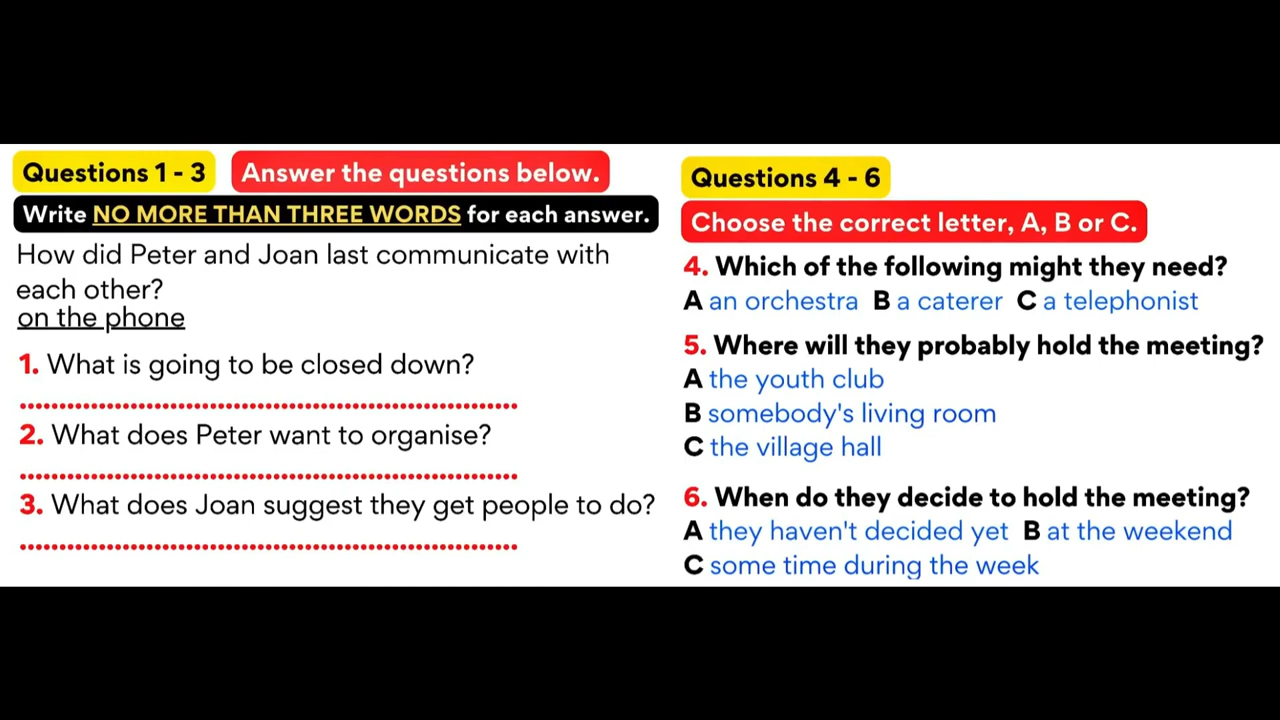 Questions 1 - 3
Answer the questions below.
Write NO MORE THAN THREE WORDS for each answer.
How did Peter and Joan last communicate with
each other?
on the phone
1. What is going to be closed down?
................................................................
2. What does Peter want to organise?
................................................................
3. What does Joan suggest they get people to do?
................................................................
Questions 4 - 6
Choose the correct letter, A, B or C.
4. Which of the following might they need?
A an orchestra B a caterer C a telephonist
5. Where will they probably hold the meeting?
A the youth club
B somebody's living room
C the village hall
6. When do they decide to hold the meeting?
A they haven't decided yet B at the weekend
C some time during the week